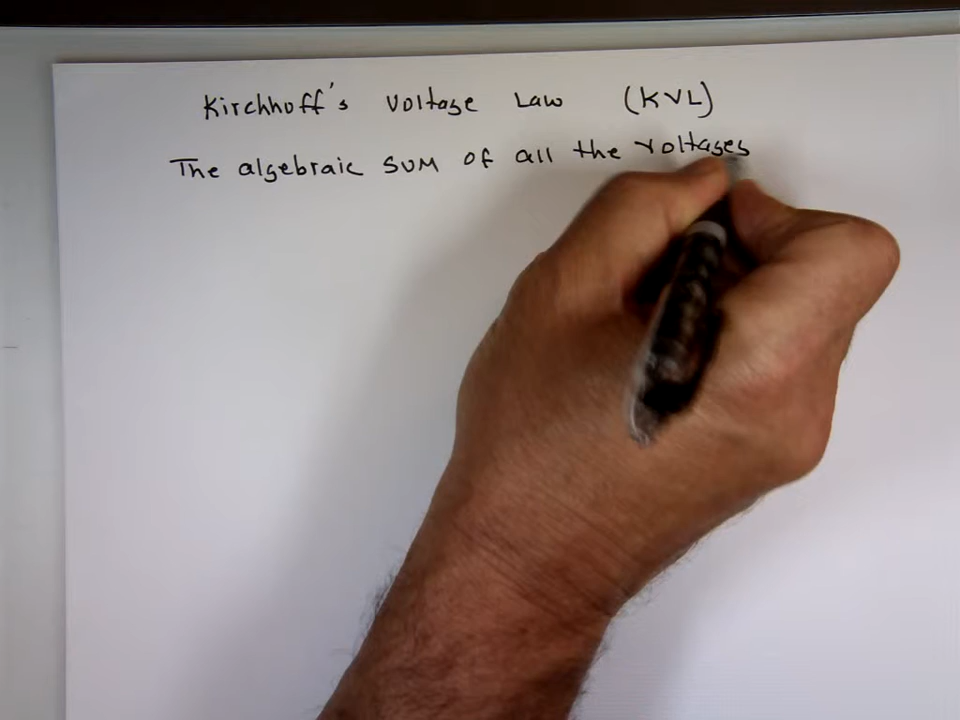 Kirchhoff's Voltage Law (KVL)
The algebraic sum of all the voltages